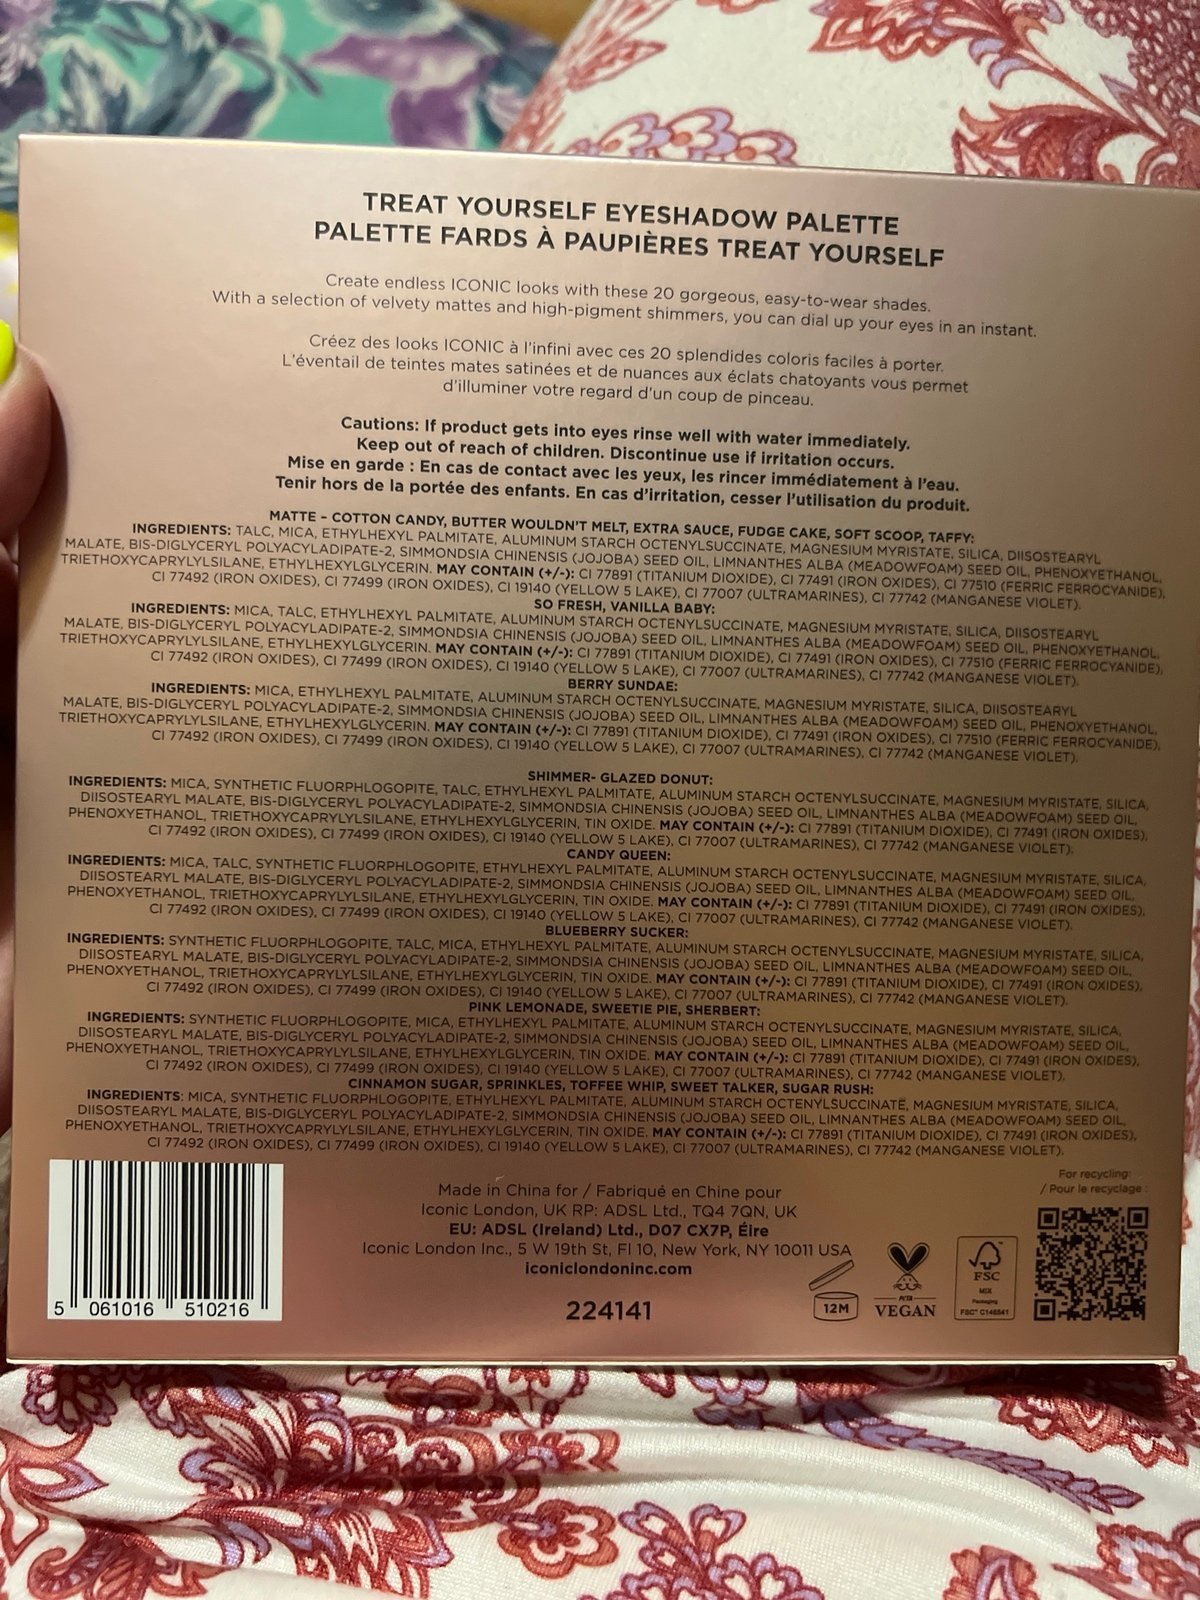 TREAT YOURSELF EYESHADOW PALETTE
PALETTE FARDS À PAUPIÈRES TREAT YOURSELF
Create endless ICONIC looks with these 20 gorgeous, easy-to-wear shades.
With a selection of velvety mattes and high-pigment shimmers, you can dial up your eyes in an instant.
Créez des looks ICONIC à l'infini avec ces 20 splendides coloris faciles à porter.
L'éventail de teintes mates satinées et de nuances aux éclats chatoyants vous permet
d'illuminer votre regard d'un coup de pinceau.
Cautions: If product gets into eyes rinse well with water immediately.
Keep out of reach of children. Discontinue use if irritation occurs.
Mise en garde : En cas de contact avec les yeux, les rincer immédiatement à l'eau.
Tenir hors de la portée des enfants. En cas d'irritation, cesser l'utilisation du produit.
MATTE – COTTON CANDY, BUTTER WOULDN'T MELT, EXTRA SAUCE, FUDGE CAKE, SOFT SCOOP, TAFFY:
INGREDIENTS: TALC, MICA, ETHYLHEXYL PALMITATE, ALUMINUM STARCH OCTENYLSUCCINATE, MAGNESIUM MYRISTATE, SILICA, DIISOSTEARYL
MALATE, BIS-DIGLYCERYL POLYACYLADIPATE-2, SIMMONDSIA CHINENSIS (JOJOBA) SEED OIL, LIMNANTHES ALBA (MEADOWFOAM) SEED OIL, PHENOXYETHANOL,
TRIETHOXYCAPRYLYLSILANE, ETHYLHEXYLGLYCERIN. MAY CONTAIN (+/-): CI 77891 (TITANIUM DIOXIDE), CI 77491 (IRON OXIDES), CI 77510 (FERRIC FERROCYANIDE),
CI 77492 (IRON OXIDES), CI 77499 (IRON OXIDES), CI 19140 (YELLOW 5 LAKE), CI 77007 (ULTRAMARINES), CI 77742 (MANGANESE VIOLET).
SO FRESH, VANILLA BABY:
INGREDIENTS: MICA, TALC, ETHYLHEXYL PALMITATE, ALUMINUM STARCH OCTENYLSUCCINATE, MAGNESIUM MYRISTATE, SILICA, DIISOSTEARYL
MALATE, BIS-DIGLYCERYL POLYACYLADIPATE-2, SIMMONDSIA CHINENSIS (JOJOBA) SEED OIL, LIMNANTHES ALBA (MEADOWFOAM) SEED OIL, PHENOXYETHANOL,
TRIETHOXYCAPRYLYLSILANE, ETHYLHEXYLGLYCERIN. MAY CONTAIN (+/-): CI 77891 (TITANIUM DIOXIDE), CI 77491 (IRON OXIDES), CI 77510 (FERRIC FERROCYANIDE),
CI 77492 (IRON OXIDES), CI 77499 (IRON OXIDES), CI 19140 (YELLOW 5 LAKE), CI 77007 (ULTRAMARINES), CI 77742 (MANGANESE VIOLET).
BERRY SUNDAE:
INGREDIENTS: MICA, ETHYLHEXYL PALMITATE, ALUMINUM STARCH OCTENYLSUCCINATE, MAGNESIUM MYRISTATE, SILICA, DIISOSTEARYL
MALATE, BIS-DIGLYCERYL POLYACYLADIPATE-2, SIMMONDSIA CHINENSIS (JOJOBA) SEED OIL, LIMNANTHES ALBA (MEADOWFOAM) SEED OIL, PHENOXYETHANOL,
TRIETHOXYCAPRYLYLSILANE, ETHYLHEXYLGLYCERIN. MAY CONTAIN (+/-): CI 77891 (TITANIUM DIOXIDE), CI 77491 (IRON OXIDES), CI 77510 (FERRIC FERROCYANIDE),
CI 77492 (IRON OXIDES), CI 77499 (IRON OXIDES), CI 19140 (YELLOW 5 LAKE), CI 77007 (ULTRAMARINES), CI 77742 (MANGANESE VIOLET).
SHIMMER- GLAZED DONUT:
INGREDIENTS: MICA, SYNTHETIC FLUORPHLOGOPITE, TALC, ETHYLHEXYL PALMITATE, ALUMINUM STARCH OCTENYLSUCCINATE, MAGNESIUM MYRISTATE, SILICA,
DIISOSTEARYL MALATE, BIS-DIGLYCERYL POLYACYLADIPATE-2, SIMMONDSIA CHINENSIS (JOJOBA) SEED OIL, LIMNANTHES ALBA (MEADOWFOAM) SEED OIL,
PHENOXYETHANOL, TRIETHOXYCAPRYLYLSILANE, ETHYLHEXYLGLYCERIN, TIN OXIDE. MAY CONTAIN (+/-): CI 77891 (TITANIUM DIOXIDE), CI 77491 (IRON OXIDES),
CI 77492 (IRON OXIDES), CI 77499 (IRON OXIDES), CI 19140 (YELLOW 5 LAKE), CI 77007 (ULTRAMARINES), CI 77742 (MANGANESE VIOLET).
CANDY QUEEN:
INGREDIENTS: MICA, TALC, SYNTHETIC FLUORPHLOGOPITE, ETHYLHEXYL PALMITATE, ALUMINUM STARCH OCTENYLSUCCINATE, MAGNESIUM MYRISTATE, SILICA,
DIISOSTEARYL MALATE, BIS-DIGLYCERYL POLYACYLADIPATE-2, SIMMONDSIA CHINENSIS (JOJOBA) SEED OIL, LIMNANTHES ALBA (MEADOWFOAM) SEED OIL,
PHENOXYETHANOL, TRIETHOXYCAPRYLYLSILANE, ETHYLHEXYLGLYCERIN, TIN OXIDE. MAY CONTAIN (+/-): CI 77891 (TITANIUM DIOXIDE), CI 77491 (IRON OXIDES),
CI 77492 (IRON OXIDES), CI 77499 (IRON OXIDES), CI 19140 (YELLOW 5 LAKE), CI 77007 (ULTRAMARINES), CI 77742 (MANGANESE VIOLET).
BLUEBERRY SUCKER:
INGREDIENTS: SYNTHETIC FLUORPHLOGOPITE, TALC, MICA, ETHYLHEXYL PALMITATE, ALUMINUM STARCH OCTENYLSUCCINATE, MAGNESIUM MYRISTATE, SILICA,
DIISOSTEARYL MALATE, BIS-DIGLYCERYL POLYACYLADIPATE-2, SIMMONDSIA CHINENSIS (JOJOBA) SEED OIL, LIMNANTHES ALBA (MEADOWFOAM) SEED OIL,
PHENOXYETHANOL, TRIETHOXYCAPRYLYLSILANE, ETHYLHEXYLGLYCERIN, TIN OXIDE. MAY CONTAIN (+/-): CI 77891 (TITANIUM DIOXIDE), CI 77491 (IRON OXIDES),
CI 77492 (IRON OXIDES), CI 77499 (IRON OXIDES), CI 19140 (YELLOW 5 LAKE), CI 77007 (ULTRAMARINES), CI 77742 (MANGANESE VIOLET).
PINK LEMONADE, SWEETIE PIE, SHERBERT:
INGREDIENTS: SYNTHETIC FLUORPHLOGOPITE, MICA, ETHYLHEXYL PALMITATE, ALUMINUM STARCH OCTENYLSUCCINATE, MAGNESIUM MYRISTATE, SILICA,
DIISOSTEARYL MALATE, BIS-DIGLYCERYL POLYACYLADIPATE-2, SIMMONDSIA CHINENSIS (JOJOBA) SEED OIL, LIMNANTHES ALBA (MEADOWFOAM) SEED OIL,
PHENOXYETHANOL, TRIETHOXYCAPRYLYLSILANE, ETHYLHEXYLGLYCERIN, TIN OXIDE. MAY CONTAIN (+/-): CI 77891 (TITANIUM DIOXIDE), CI 77491 (IRON OXIDES),
CI 77492 (IRON OXIDES), CI 77499 (IRON OXIDES), CI 19140 (YELLOW 5 LAKE), CI 77007 (ULTRAMARINES), CI 77742 (MANGANESE VIOLET).
CINNAMON SUGAR, SPRINKLES, TOFFEE WHIP, SWEET TALKER, SUGAR RUSH:
INGREDIENTS: MICA, SYNTHETIC FLUORPHLOGOPITE, ETHYLHEXYL PALMITATE, ALUMINUM STARCH OCTENYLSUCCINATE, MAGNESIUM MYRISTATE, SILICA,
DIISOSTEARYL MALATE, BIS-DIGLYCERYL POLYACYLADIPATE-2, SIMMONDSIA CHINENSIS (JOJOBA) SEED OIL, LIMNANTHES ALBA (MEADOWFOAM) SEED OIL,
PHENOXYETHANOL, TRIETHOXYCAPRYLYLSILANE, ETHYLHEXYLGLYCERIN, TIN OXIDE. MAY CONTAIN (+/-): CI 77891 (TITANIUM DIOXIDE), CI 77491 (IRON OXIDES),
CI 77492 (IRON OXIDES), CI 77499 (IRON OXIDES), CI 19140 (YELLOW 5 LAKE), CI 77007 (ULTRAMARINES), CI 77742 (MANGANESE VIOLET).
For recycling:
/ Pour le recyclage :
Made in China for / Fabriqué en Chine pour
Iconic London, UK RP: ADSL Ltd., TQ4 7QN, UK
EU: ADSL (Ireland) Ltd., D07 CX7P, Éire
Iconic London Inc., 5 W 19th St, Fl 10, New York, NY 10011 USA
iconiclondoninc.com
224141
5 061016 510216
12M
PETA
VEGAN
FSC
MIX
Packaging
FSC™ C148541